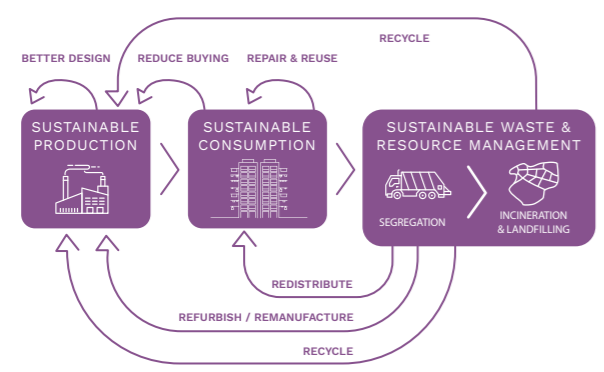 RECYCLE
BETTER DESIGN
REDUCE BUYING
REPAIR & REUSE
SUSTAINABLE
PRODUCTION
SUSTAINABLE
CONSUMPTION
SUSTAINABLE WASTE &
RESOURCE MANAGEMENT
SEGREGATION
INCINERATION
& LANDFILLING
REDISTRIBUTE
REFURBISH / REMANUFACTURE
RECYCLE